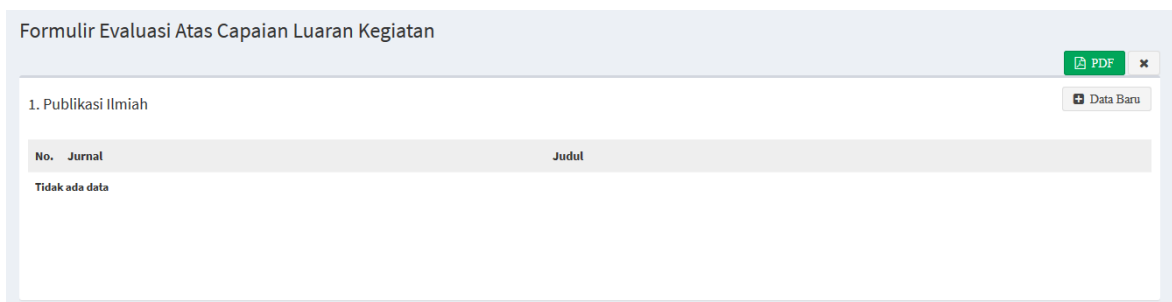 Formulir Evaluasi Atas Capaian Luaran Kegiatan
PDF
1. Publikasi Ilmiah
Data Baru
No. Jurnal Judul
Tidak ada data